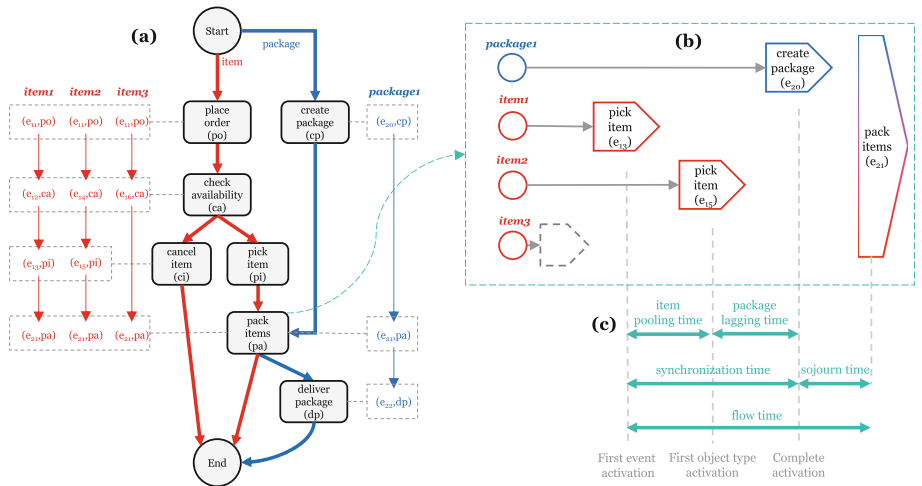 (a)
Start
package
item
item1 item2 item3
place
order
(po)
create
package
(cp)
package1
(e₁₁,po) (e₁₁,po) (e₁₁,po)
(e₂₀,cp)
check
availability
(ca)
(e₁₂,ca) (e₁₄,ca) (e₁₆,ca)
cancel
item
(ci)
pick
item
(pi)
(e₁₃,pi) (e₁₅,pi)
pack
items
(pa)
(e₂₁,pa) (e₂₁,pa) (e₂₁,pa)
(e₂₁,pa)
deliver
package
(dp)
(e₂₂,dp)
End
(b)
package1
create
package
(e₂₀)
item1
pick
item
(e₁₃)
item2
pick
item
(e₁₅)
item3
pack
items
(e₂₁)
(c)
item
pooling time
package
lagging time
synchronization time
sojourn time
flow time
First event
activation
First object type
activation
Complete
activation